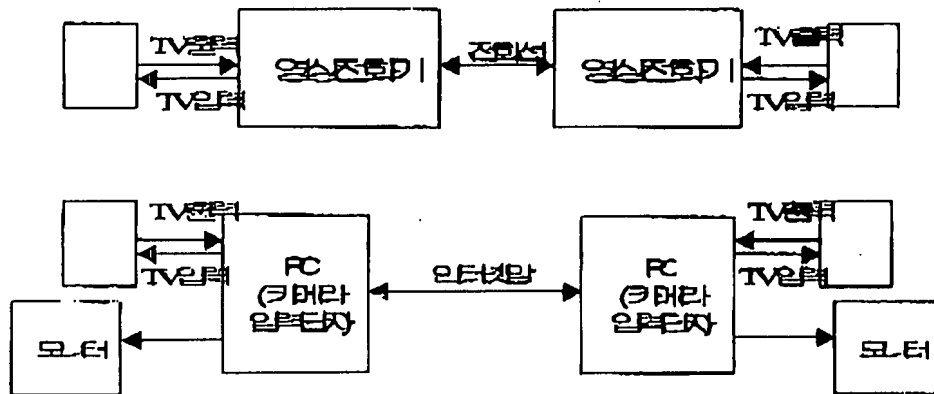 TV출력
영상전화기
전화선
영상전화기
TV출력
TV입력
TV입력
TV출력
TV출력
TV입력
PC
(카메라
입력단자
인터넷망
PC
(카메라
입력단자
TV입력
모니터
모니터